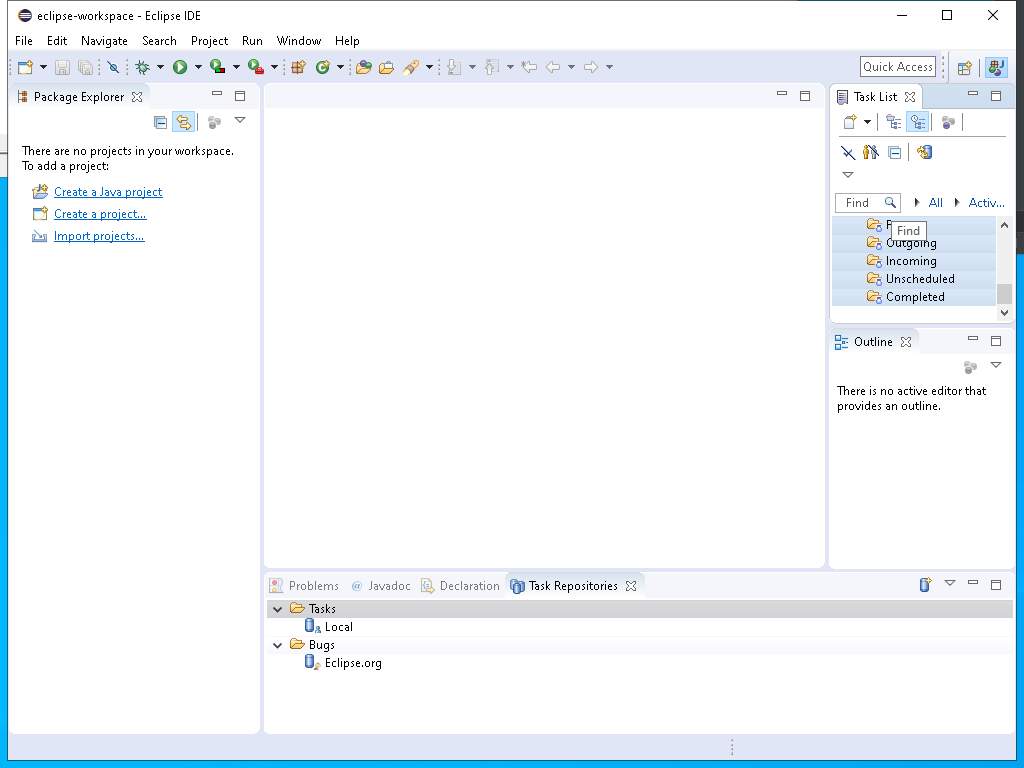 eclipse-workspace - Eclipse IDE
File Edit Navigate Search Project Run Window Help
Quick Access
Package Explorer
There are no projects in your workspace.
To add a project:
Create a Java project
Create a project...
Import projects...
Task List
Find All Activ...
Find
Outgoing
Incoming
Unscheduled
Completed
Outline
There is no active editor that
provides an outline.
Problems @ Javadoc Declaration Task Repositories
Tasks
Local
Bugs
Eclipse.org